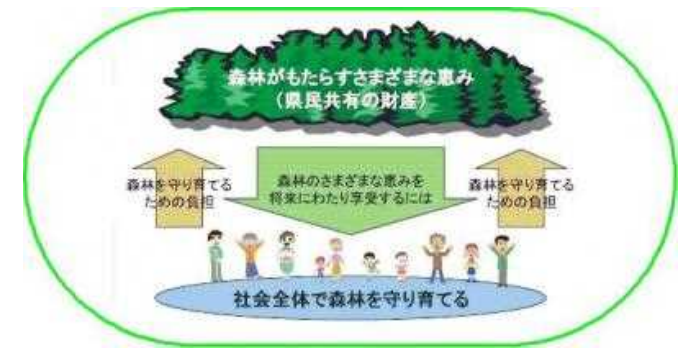 森林がもたらすさまざまな恵み
（県民共有の財産）
森林を守り育てる
ための負担
森林のさまざまな恵みを
将来にわたり享受するには
森林を守り育てる
ための負担
社会全体で森林を守り育てる